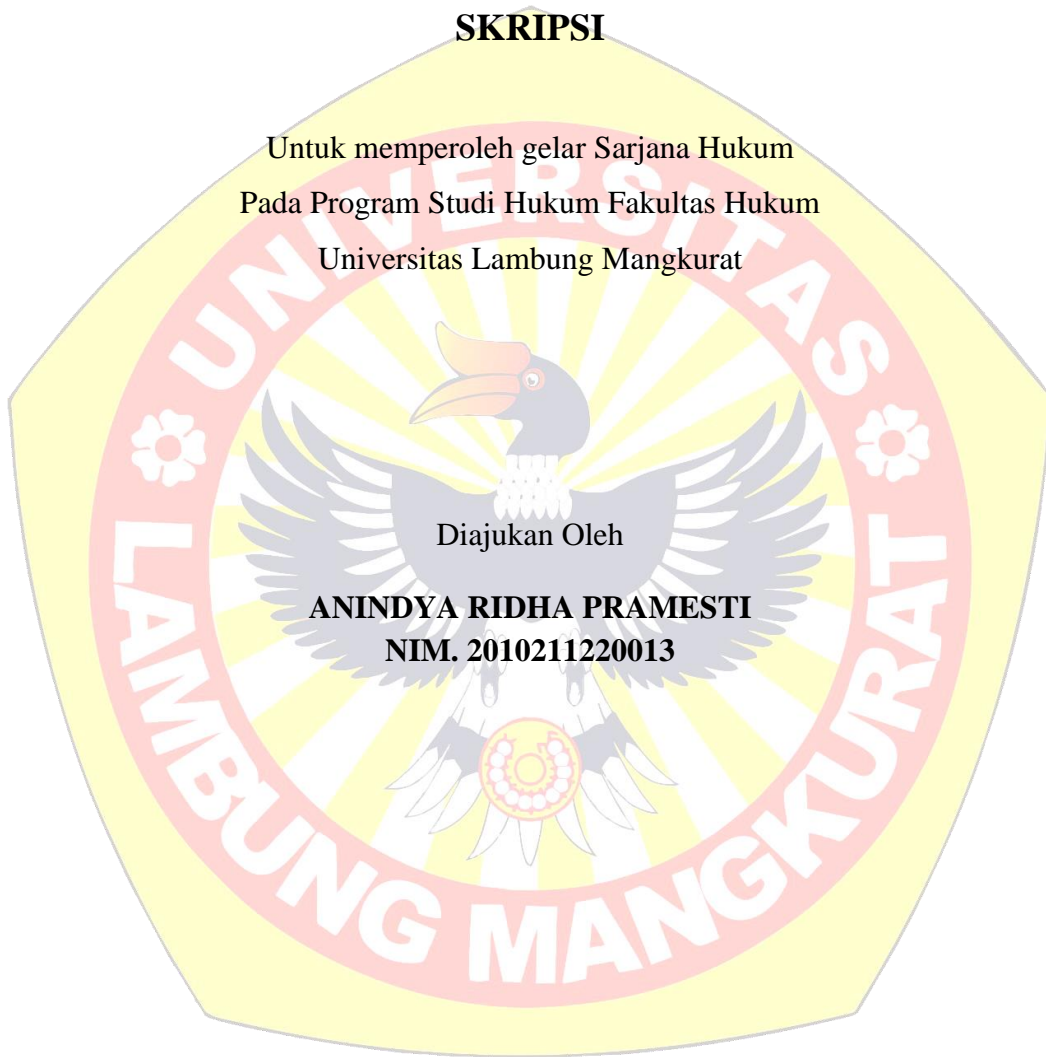 SKRIPSI
Untuk memperoleh gelar Sarjana Hukum
Pada Program Studi Hukum Fakultas Hukum
Universitas Lambung Mangkurat
UNIVERSITAS
Diajukan Oleh
ANINDYA RIDHA PRAMESTI
NIM. 2010211220013
LAMBUNG MANGKURAT